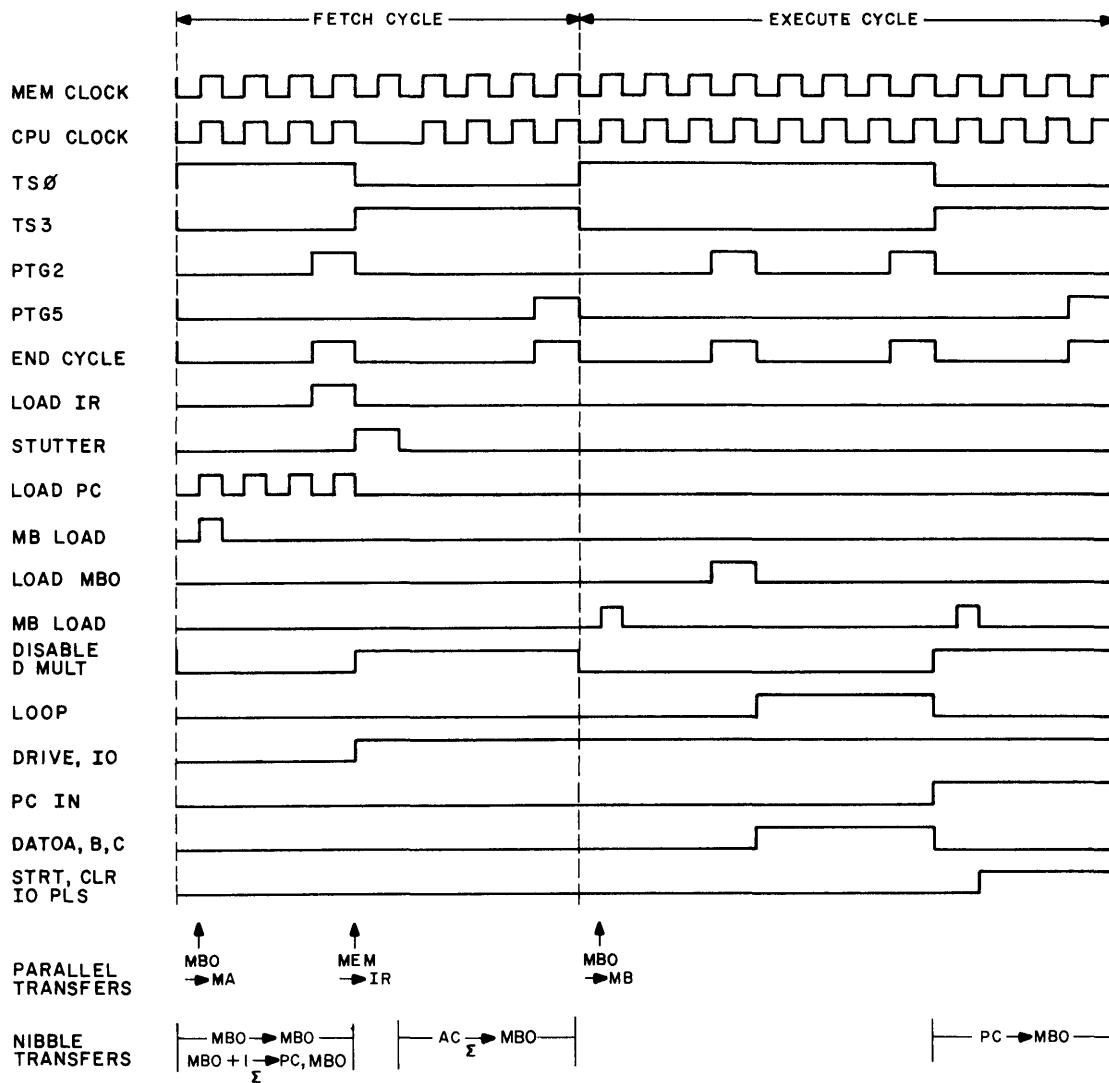 FETCH CYCLE
EXECUTE CYCLE
MEM CLOCK
CPU CLOCK
TSØ
TS3
PTG2
PTG5
END CYCLE
LOAD IR
STUTTER
LOAD PC
MB LOAD
LOAD MBO
MB LOAD
DISABLE
D MULT
LOOP
DRIVE, IO
PC IN
DATOA, B, C
STRT, CLR
IO PLS
PARALLEL
TRANSFERS
MBO
→MA
MEM
→IR
MBO
→MB
NIBBLE
TRANSFERS
MBO→MBO
MBO+1→PC, MBO
Σ
AC→MBO
Σ
PC→MBO